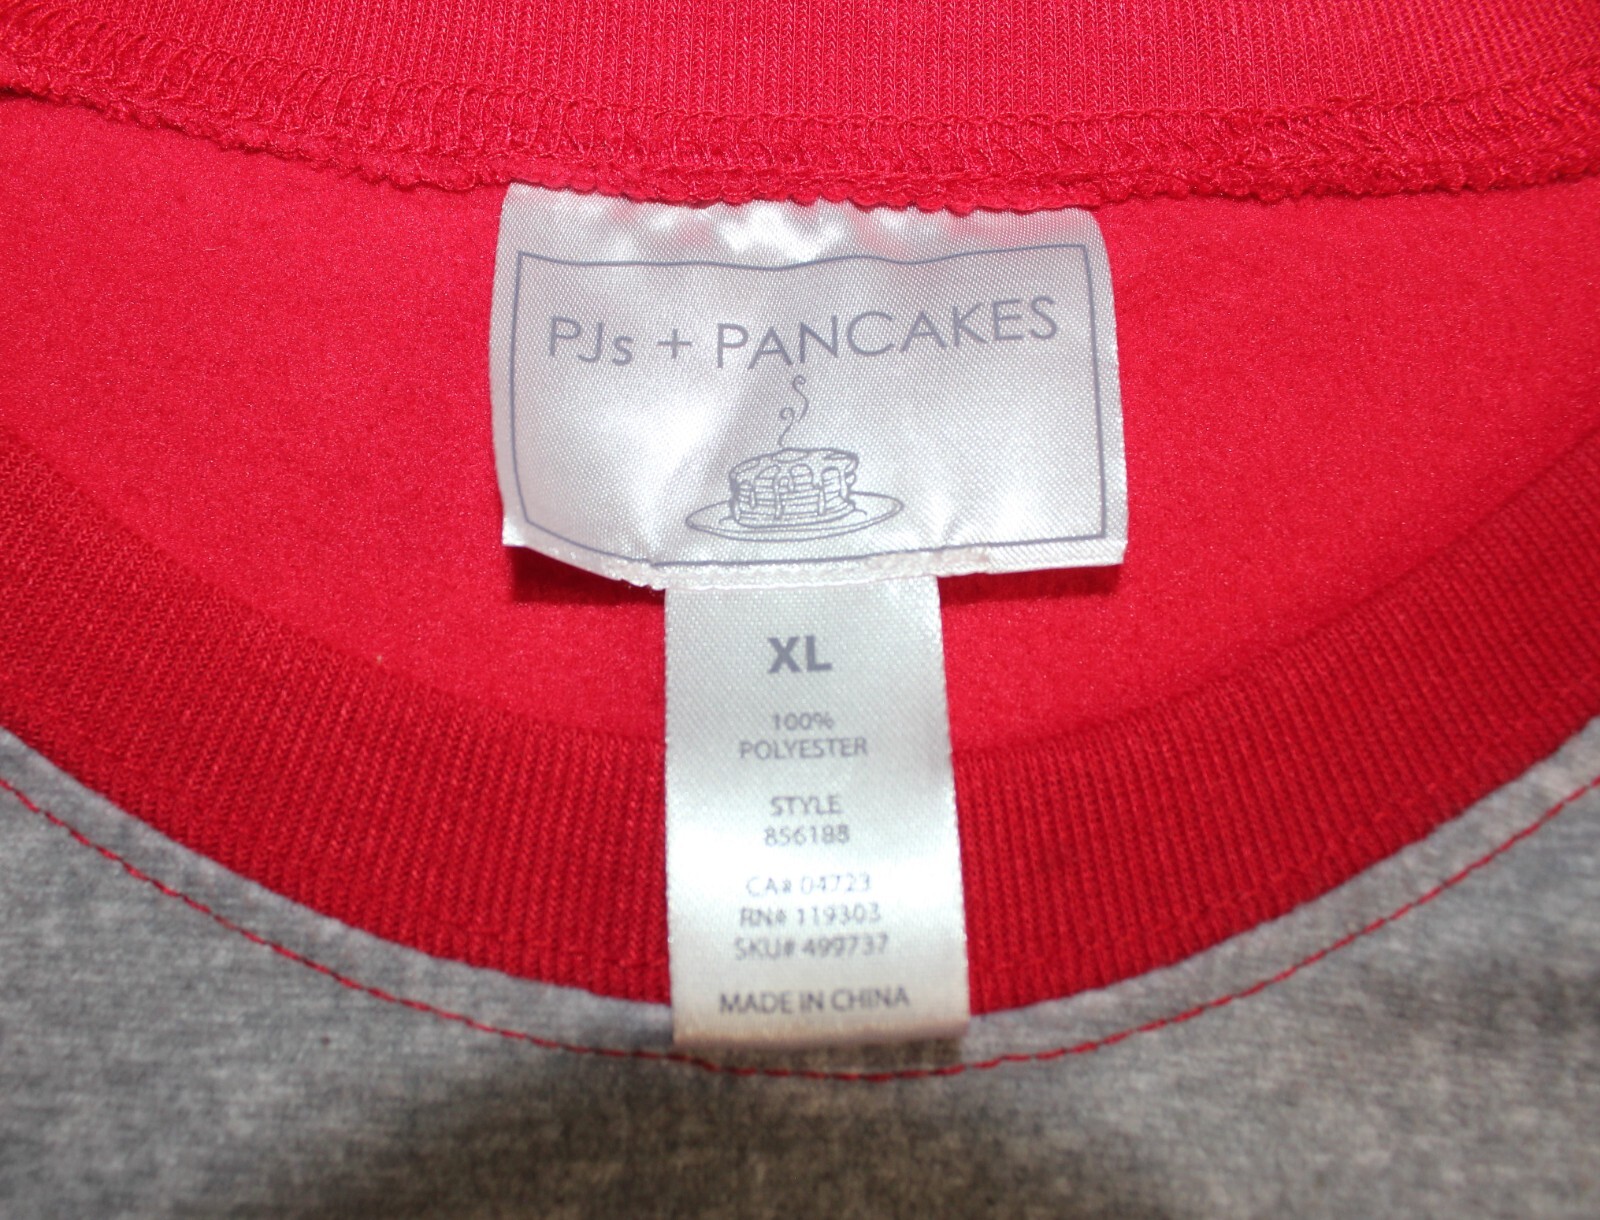 PJs + PANCAKES
XL
100%
POLYESTER
STYLE
856188
CA# 04723
RN# 119303
SKU# 499737
MADE IN CHINA